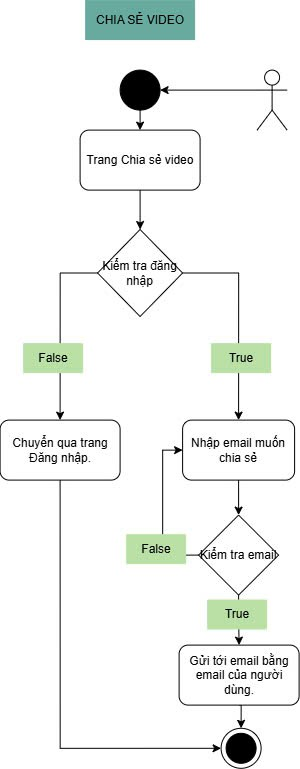 CHIA SẺ VIDEO
Trang Chia sẻ video
Kiểm tra đăng
nhập
False
True
Chuyển qua trang
Đăng nhập.
Nhập email muốn
chia sẻ
False
Kiểm tra email
True
Gửi tới email bằng
email của người
dùng.